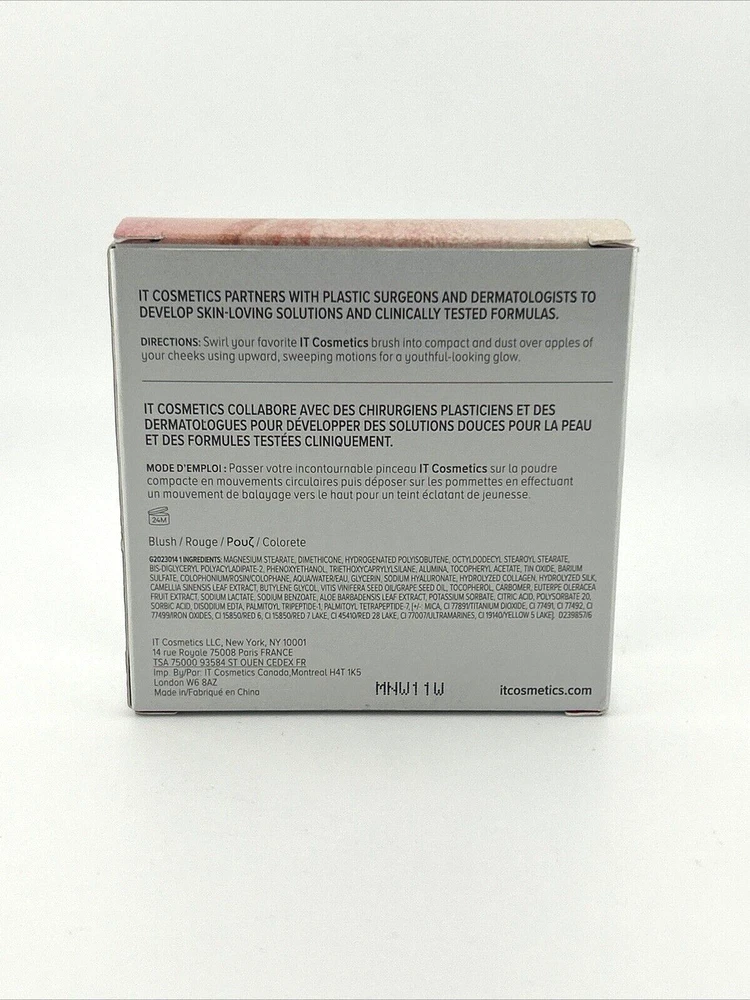 IT COSMETICS PARTNERS WITH PLASTIC SURGEONS AND DERMATOLOGISTS TO
DEVELOP SKIN-LOVING SOLUTIONS AND CLINICALLY TESTED FORMULAS.
DIRECTIONS: Swirl your favorite IT Cosmetics brush into compact and dust over apples of
your cheeks using upward, sweeping motions for a youthful-looking glow.
IT COSMETICS COLLABORE AVEC DES CHIRURGIENS PLASTICIENS ET DES
DERMATOLOGUES POUR DÉVELOPPER DES SOLUTIONS DOUCES POUR LA PEAU
ET DES FORMULES TESTÉES CLINIQUEMENT.
MODE D'EMPLOI : Passer votre incontournable pinceau IT Cosmetics sur la poudre
compacte en mouvements circulaires puis déposer sur les pommettes en effectuant
un mouvement de balayage vers le haut pour un teint éclatant de jeunesse.
24M
Blush / Rouge / Ρουζ / Colorete
G2023014 1 INGREDIENTS: MAGNESIUM STEARATE, DIMETHICONE, HYDROGENATED POLYISOBUTENE, OCTYLDODECYL STEAROYL STEARATE,
BIS-DIGLYCERYL POLYACYLADIPATE-2, PHENOXYETHANOL, TRIETHOXYCAPRYLYLSILANE, ALUMINA, TOCOPHERYL ACETATE, TIN OXIDE, BARIUM
SULFATE, COLOPHONIUM/ROSIN/COLOPHANE, AQUA/WATER/EAU, GLYCERIN, SODIUM HYALURONATE, HYDROLYZED COLLAGEN, HYDROLYZED SILK,
CAMELLIA SINENSIS LEAF EXTRACT, BUTYLENE GLYCOL, VITIS VINIFERA SEED OIL/GRAPE SEED OIL, TOCOPHEROL, CARBOMER, EUTERPE OLERACEA
FRUIT EXTRACT, SODIUM LACTATE, SODIUM BENZOATE, ALOE BARBADENSIS LEAF EXTRACT, POTASSIUM SORBATE, CITRIC ACID, POLYSORBATE 20,
SORBIC ACID, DISODIUM EDTA, PALMITOYL TRIPEPTIDE-1, PALMITOYL TETRAPEPTIDE-7, [+/- MICA, CI 77891/TITANIUM DIOXIDE, CI 77491, CI 77492, CI
77499/IRON OXIDES, CI 15850/RED 6, CI 15850/RED 7 LAKE, CI 45410/RED 28 LAKE, CI 77007/ULTRAMARINES, CI 19140/YELLOW 5 LAKE]. D239857/6
IT Cosmetics LLC, New York, NY 10001
14 rue Royale 75008 Paris FRANCE
TSA 75000 93584 ST OUEN CEDEX FR
Imp. By/Par: IT Cosmetics Canada,Montreal H4T 1K5
London W6 8AZ
Made in/Fabriqué en China
MNW11W
itcosmetics.com